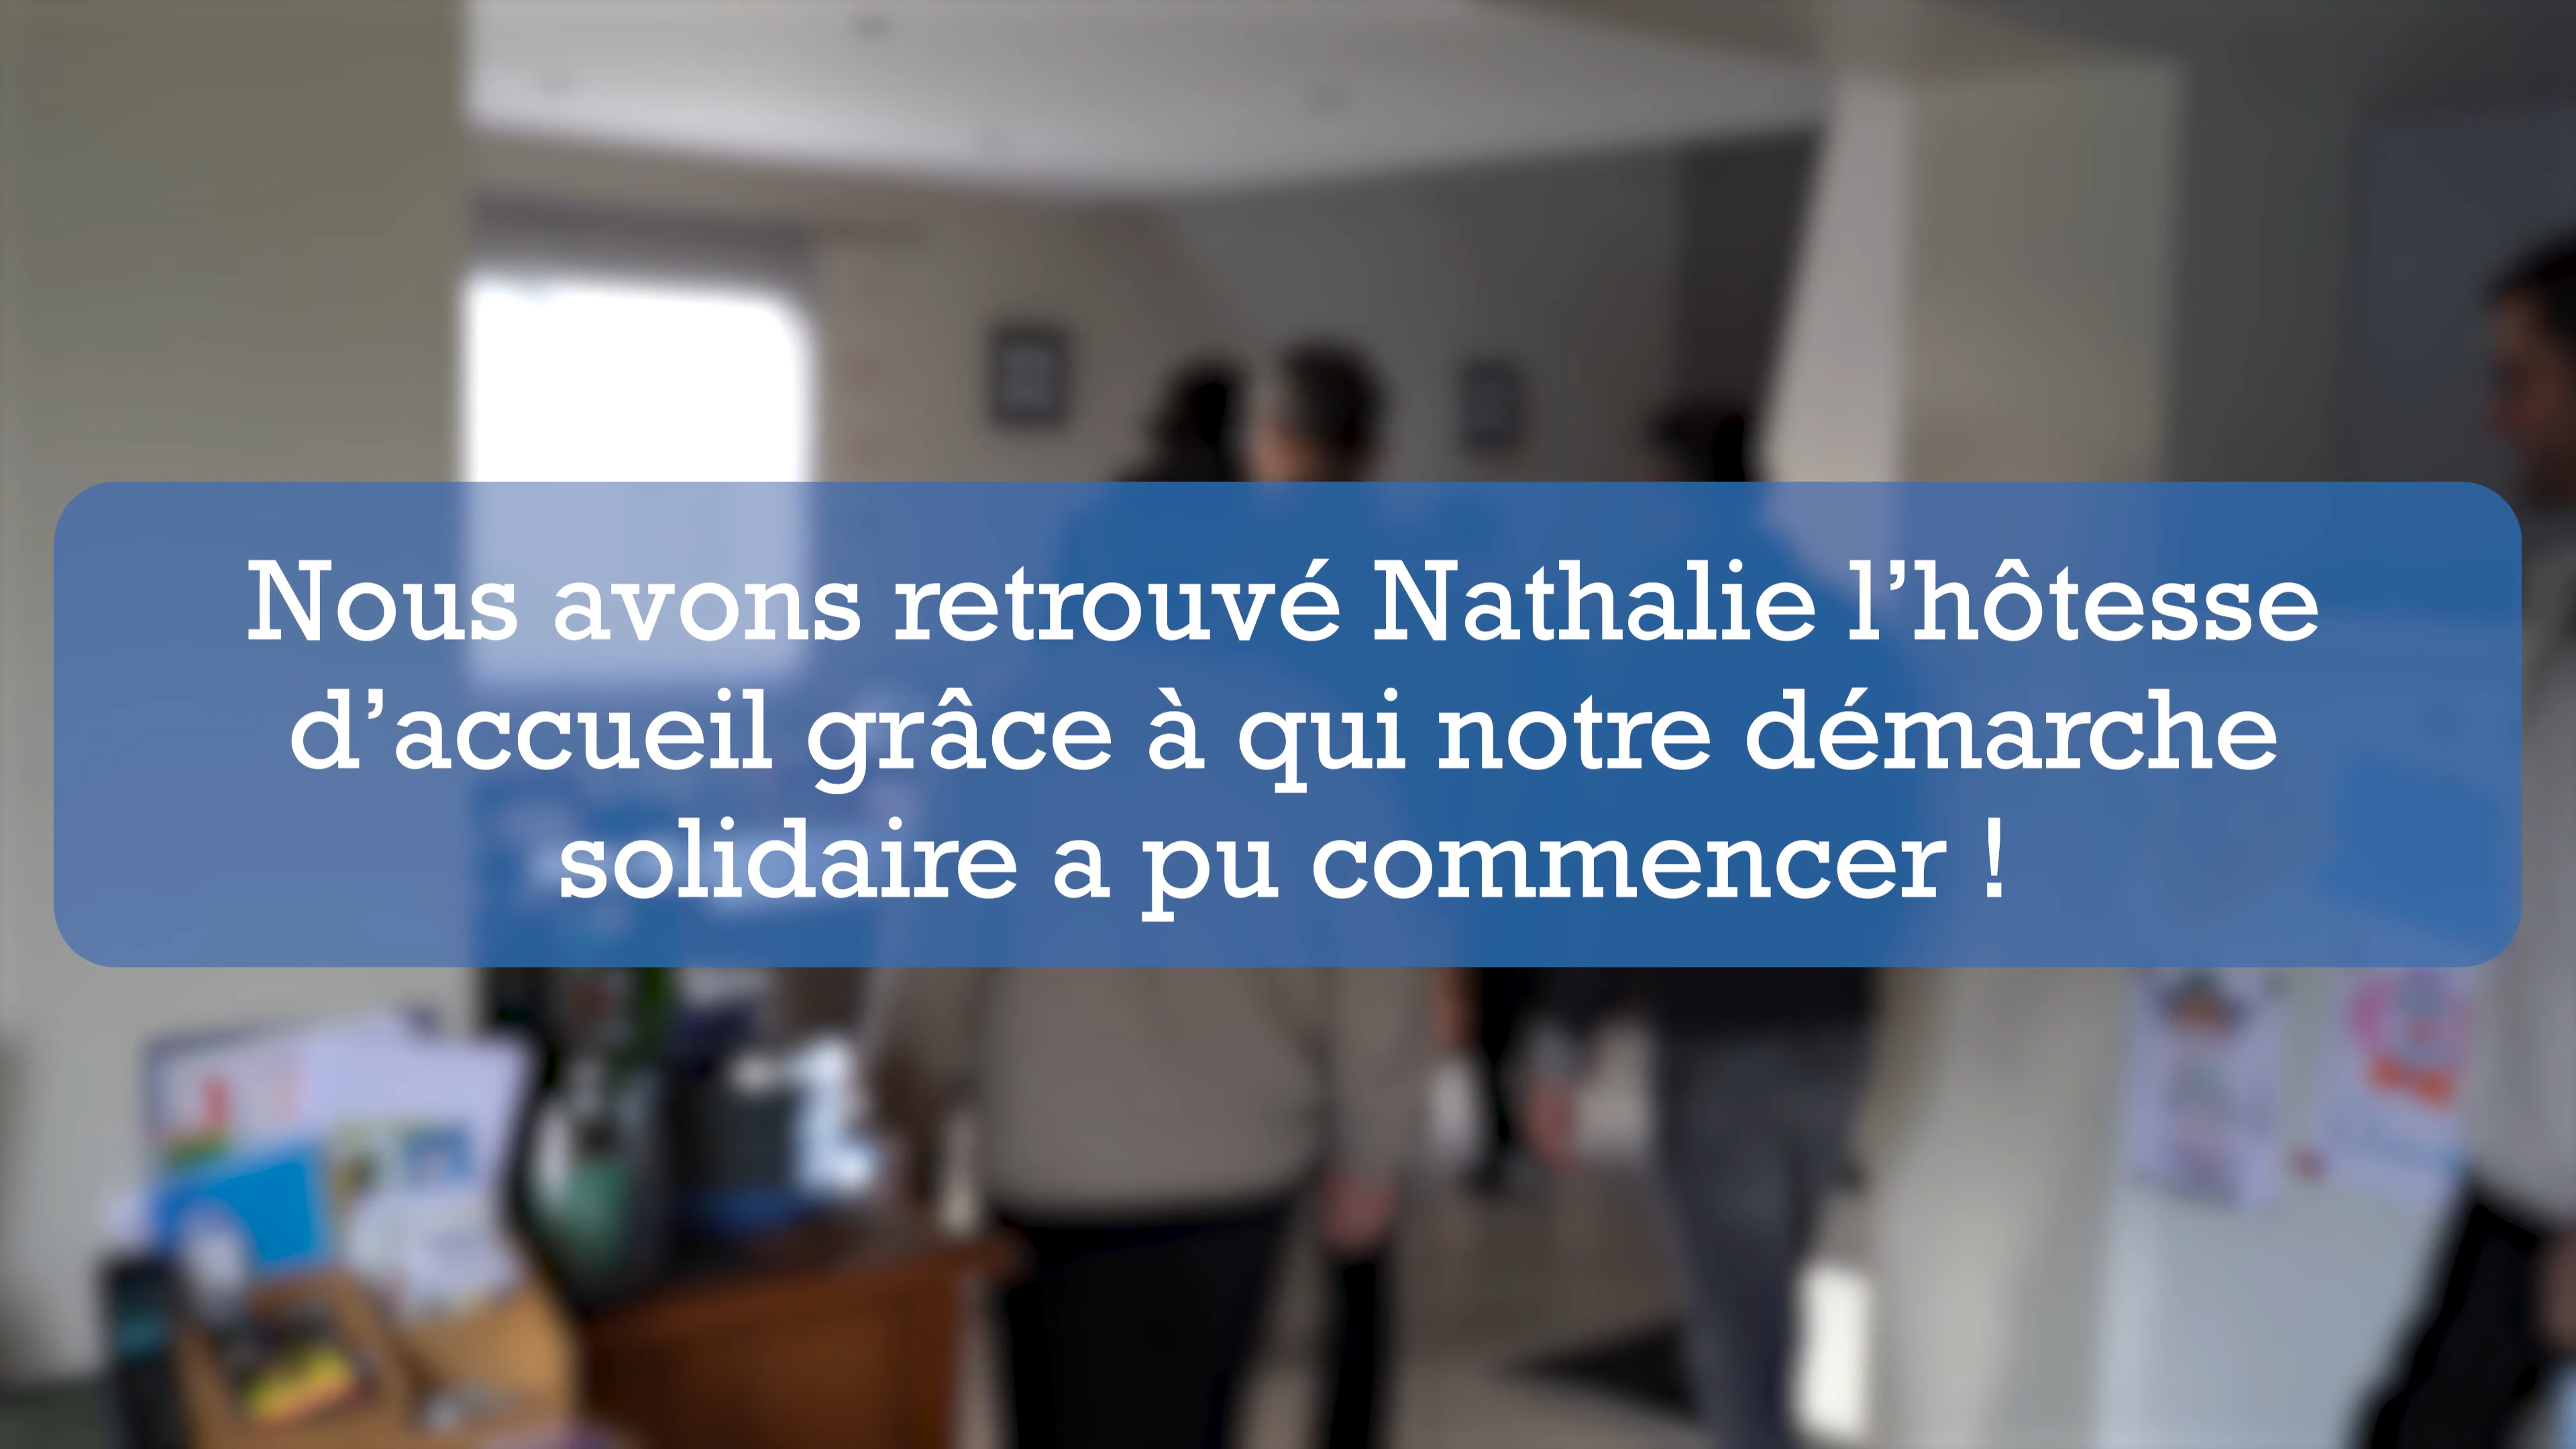 Nous avons retrouvé Nathalie l’hôtesse
d’accueil grâce à qui notre démarche
solidaire a pu commencer !